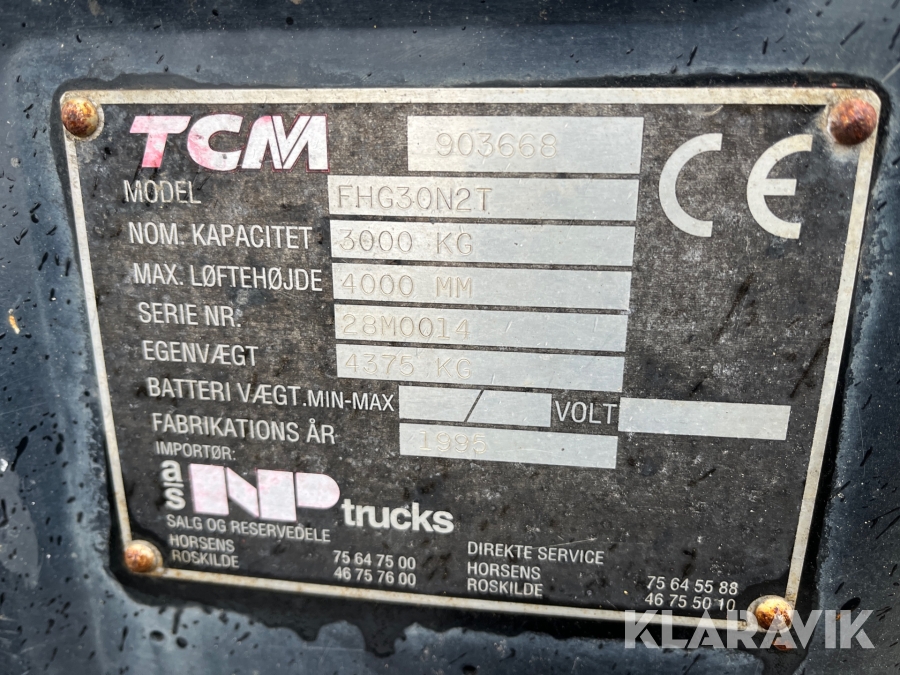 TCM 903668 CE
MODEL FHG30N2T
NOM. KAPACITET 3000 KG
MAX. LØFTEHØJDE 4000 MM
SERIE NR. 28M0014
EGENVÆGT 4375 KG
BATTERI VÆGT.MIN-MAX / VOLT
FABRIKATIONS ÅR 1995
IMPORTØR:
as NP trucks
SALG OG RESERVEDELE
HORSENS 75 64 75 00
ROSKILDE 46 75 76 00
DIREKTE SERVICE
HORSENS 75 64 55 88
ROSKILDE 46 75 50 10
KLARAVIK